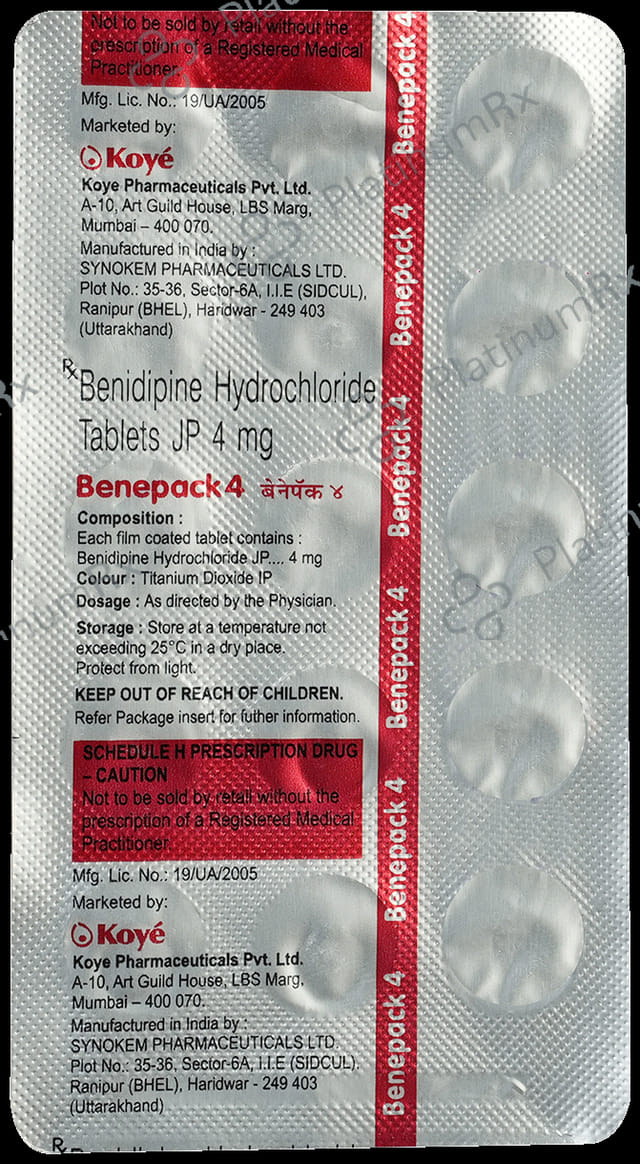 Not to be sold by retail without the
prescription of a Registered Medical
Practitioner.
Mfg. Lic. No.: 19/UA/2005
Marketed by:
Koyé
Koye Pharmaceuticals Pvt. Ltd.
A-10, Art Guild House, LBS Marg,
Mumbai – 400 070.
Manufactured in India by :
SYNOKEM PHARMACEUTICALS LTD.
Plot No.: 35-36, Sector-6A, I.I.E (SIDCUL),
Ranipur (BHEL), Haridwar - 249 403
(Uttarakhand)
Rx Benidipine Hydrochloride
Tablets JP 4 mg
Benepack 4 बेनेपॅक ४
Composition :
Each film coated tablet contains :
Benidipine Hydrochloride JP.... 4 mg
Colour : Titanium Dioxide IP
Dosage : As directed by the Physician.
Storage : Store at a temperature not
exceeding 25°C in a dry place.
Protect from light.
KEEP OUT OF REACH OF CHILDREN.
Refer Package insert for futher information.
SCHEDULE H PRESCRIPTION DRUG
– CAUTION
Not to be sold by retail without the
prescription of a Registered Medical
Practitioner.
Mfg. Lic. No.: 19/UA/2005
Marketed by:
Koyé
Koye Pharmaceuticals Pvt. Ltd.
A-10, Art Guild House, LBS Marg,
Mumbai – 400 070.
Manufactured in India by :
SYNOKEM PHARMACEUTICALS LTD.
Plot No.: 35-36, Sector-6A, I.I.E (SIDCUL),
Ranipur (BHEL), Haridwar - 249 403
(Uttarakhand)
Rx
Benepack 4
Benepack 4
Benepack 4
Benepack 4
Benepack 4
Benepack 4
PlatinumRx
PlatinumRx
PlatinumRx